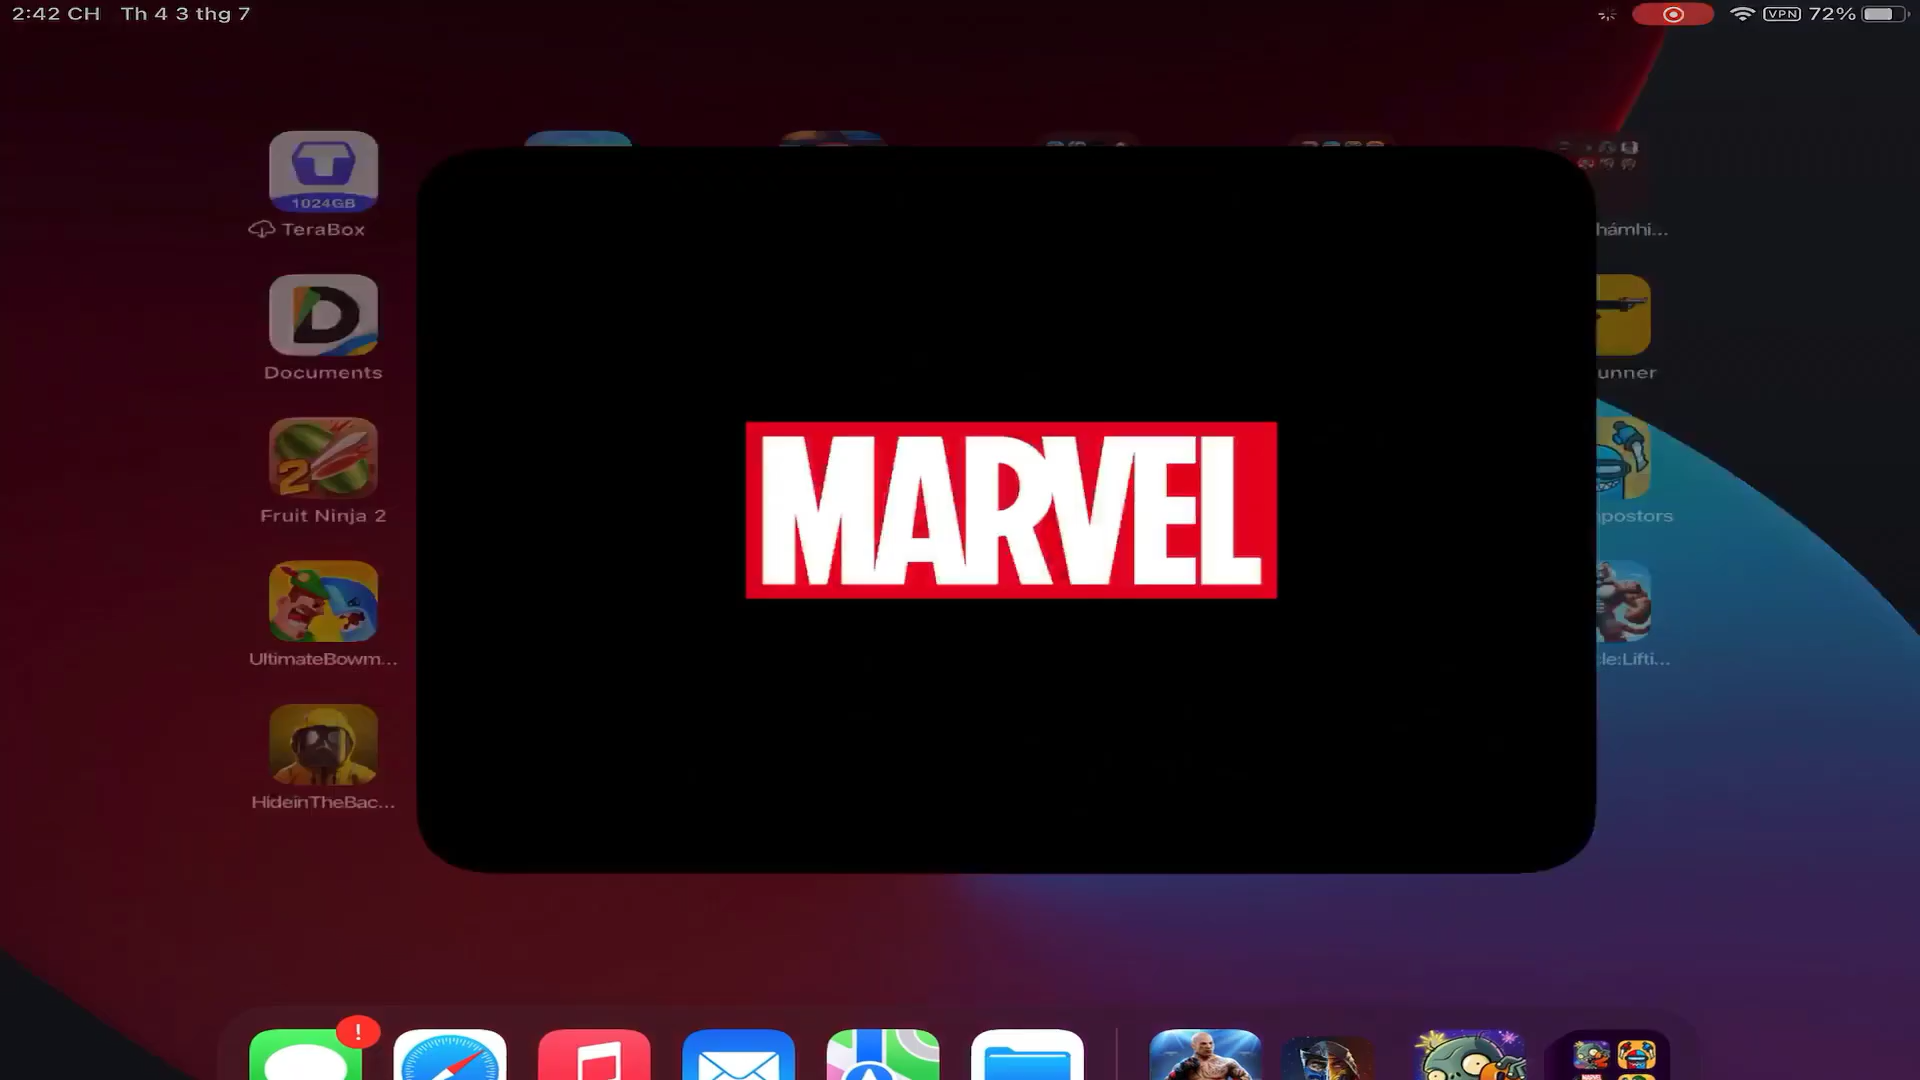 2:42 CH Th 4 3 thg 7
VPN 72%
1024GB
TeraBox
hámhi...
Documents
unner
MARVEL
2
Fruit Ninja 2
postors
UltimateBowm...
le:Lifti...
HideinTheBac...
!